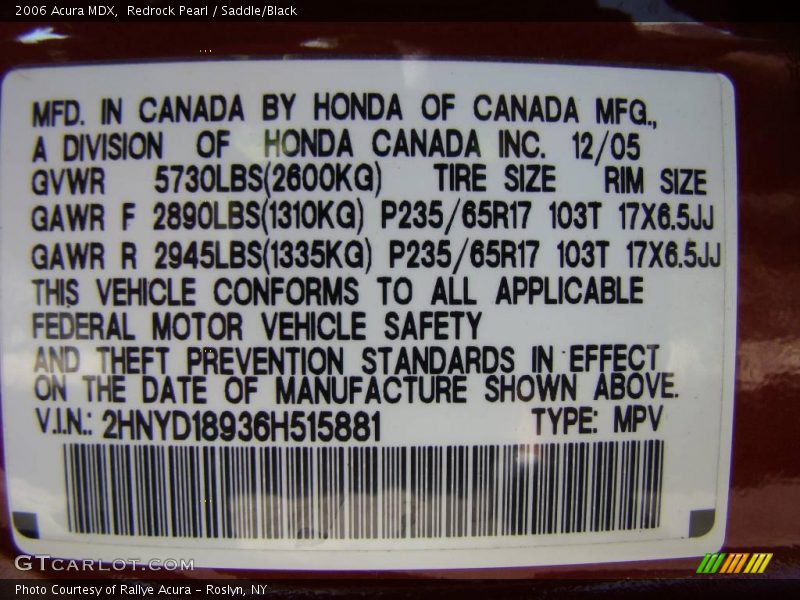 2006 Acura MDX,  Redrock Pearl / Saddle/Black
MFD. IN CANADA BY HONDA OF CANADA MFG.,
A DIVISION OF HONDA CANADA INC. 12/05
GVWR 5730LBS(2600KG) TIRE SIZE RIM SIZE
GAWR F 2890LBS(1310KG) P235/65R17 103T 17X6.5JJ
GAWR R 2945LBS(1335KG) P235/65R17 103T 17X6.5JJ
THIS VEHICLE CONFORMS TO ALL APPLICABLE
FEDERAL MOTOR VEHICLE SAFETY
AND THEFT PREVENTION STANDARDS IN EFFECT
ON THE DATE OF MANUFACTURE SHOWN ABOVE.
V.I.N.: 2HNYD18936H515881 TYPE: MPV
GTcarlot.com
Photo Courtesy of Rallye Acura - Roslyn, NY